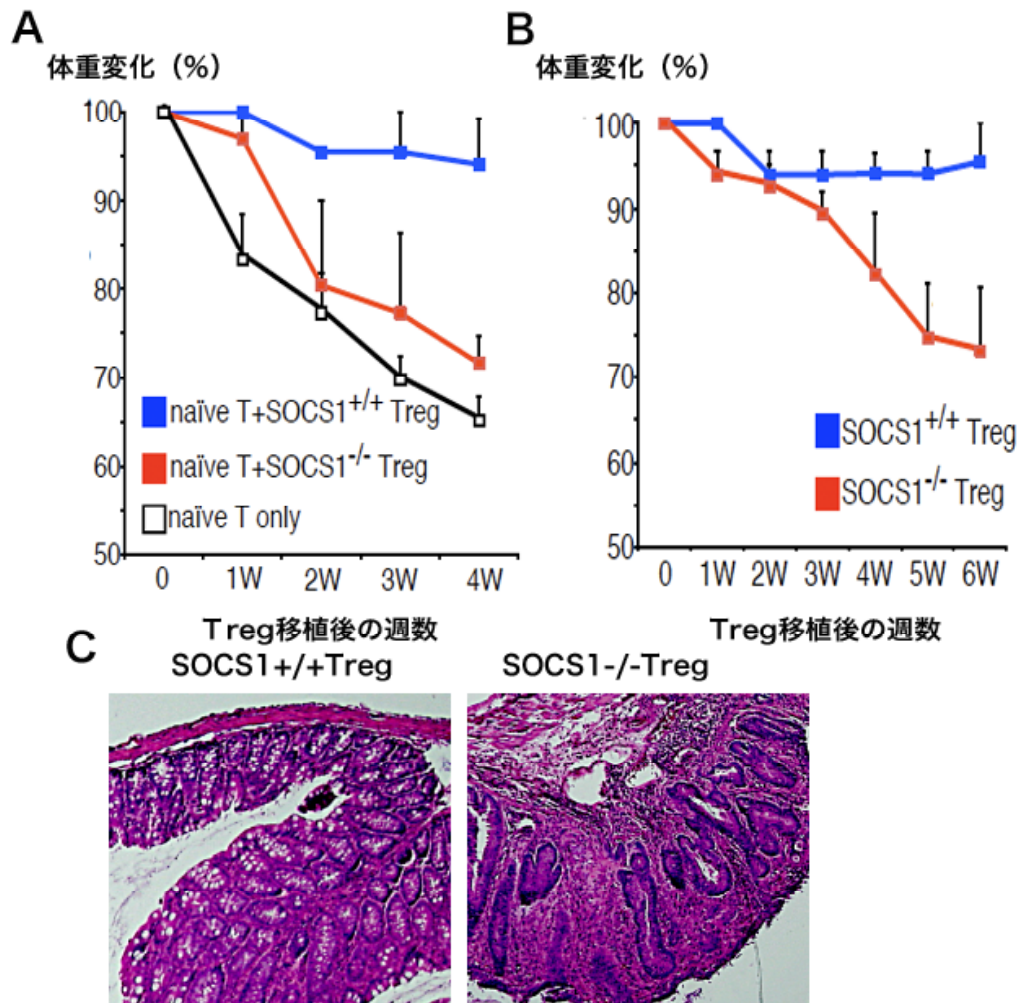 A
体重変化（%）
100
90
80
70
60
50
naïve T+SOCS1+/+ Treg
naïve T+SOCS1-/- Treg
naïve T only
0 1W 2W 3W 4W
Treg移植後の週数
B
体重変化（%）
100
90
80
70
60
50
SOCS1+/+ Treg
SOCS1-/- Treg
0 1W 2W 3W 4W 5W 6W
Treg移植後の週数
C
SOCS1+/+Treg
SOCS1-/-Treg